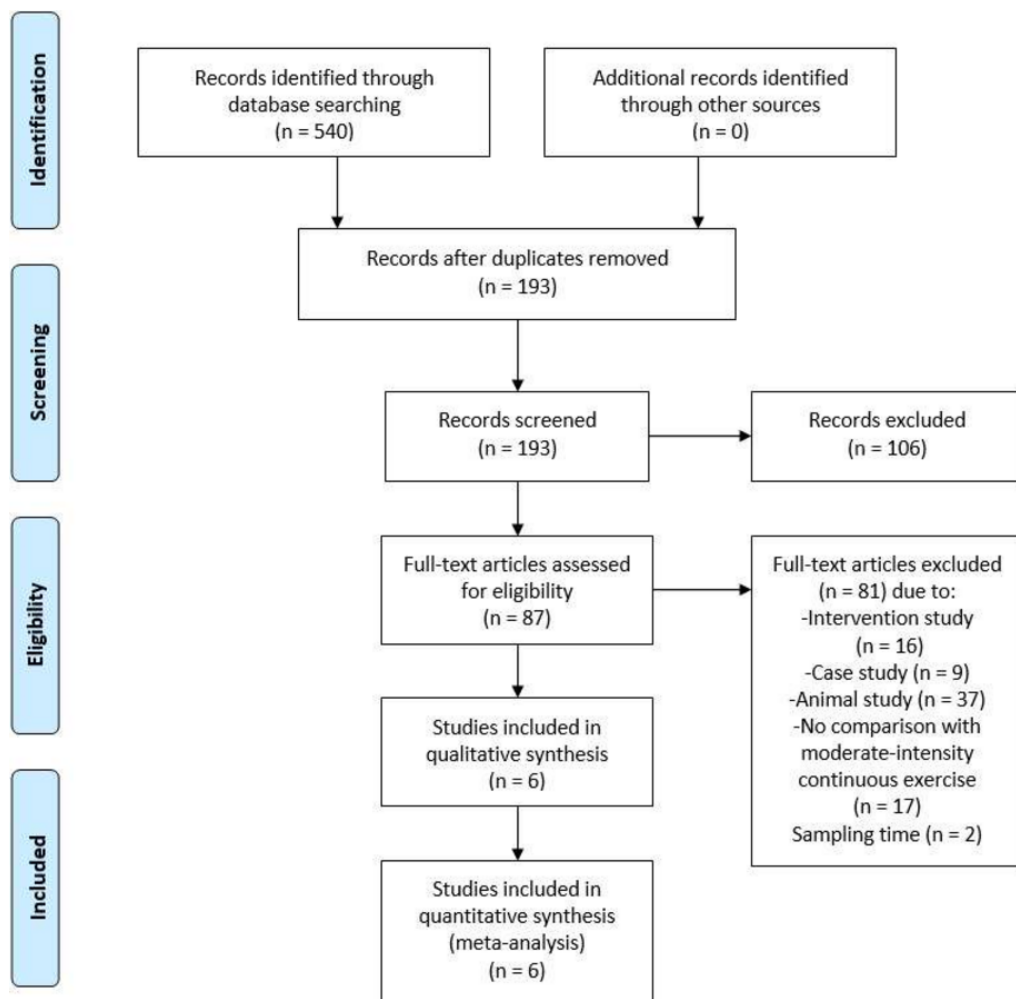 Identification
Records identified through
database searching
(n = 540)
Additional records identified
through other sources
(n = 0)
Records after duplicates removed
(n = 193)
Screening
Records screened
(n = 193)
Records excluded
(n = 106)
Eligibility
Full-text articles assessed
for eligibility
(n = 87)
Full-text articles excluded
(n = 81) due to:
-Intervention study
(n = 16)
-Case study (n = 9)
-Animal study (n = 37)
-No comparison with
moderate-intensity
continuous exercise
(n = 17)
Sampling time (n = 2)
Studies included in
qualitative synthesis
(n = 6)
Included
Studies included in
quantitative synthesis
(meta-analysis)
(n = 6)